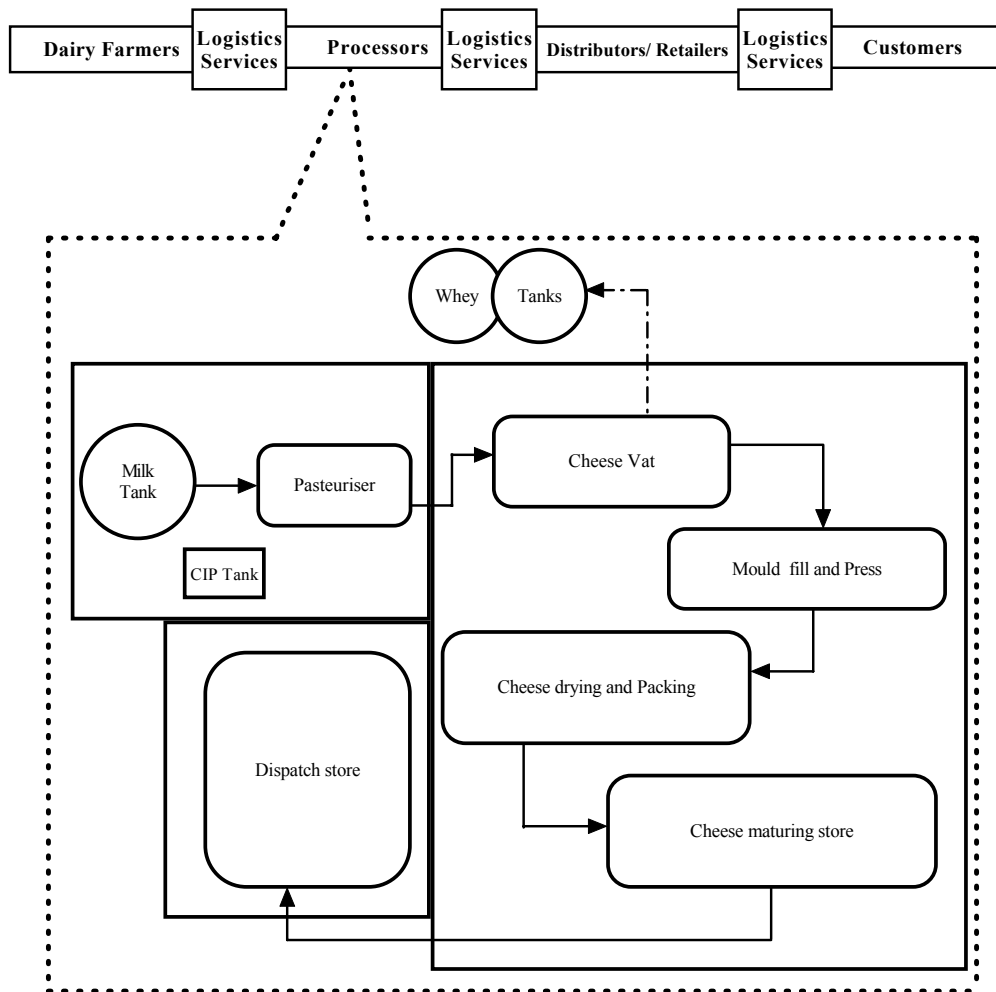 Dairy Farmers
Logistics
Services
Processors
Logistics
Services
Distributors/ Retailers
Logistics
Services
Customers
Whey
Tanks
Milk
Tank
Pasteuriser
CIP Tank
Cheese Vat
Mould fill and Press
Cheese drying and Packing
Dispatch store
Cheese maturing store